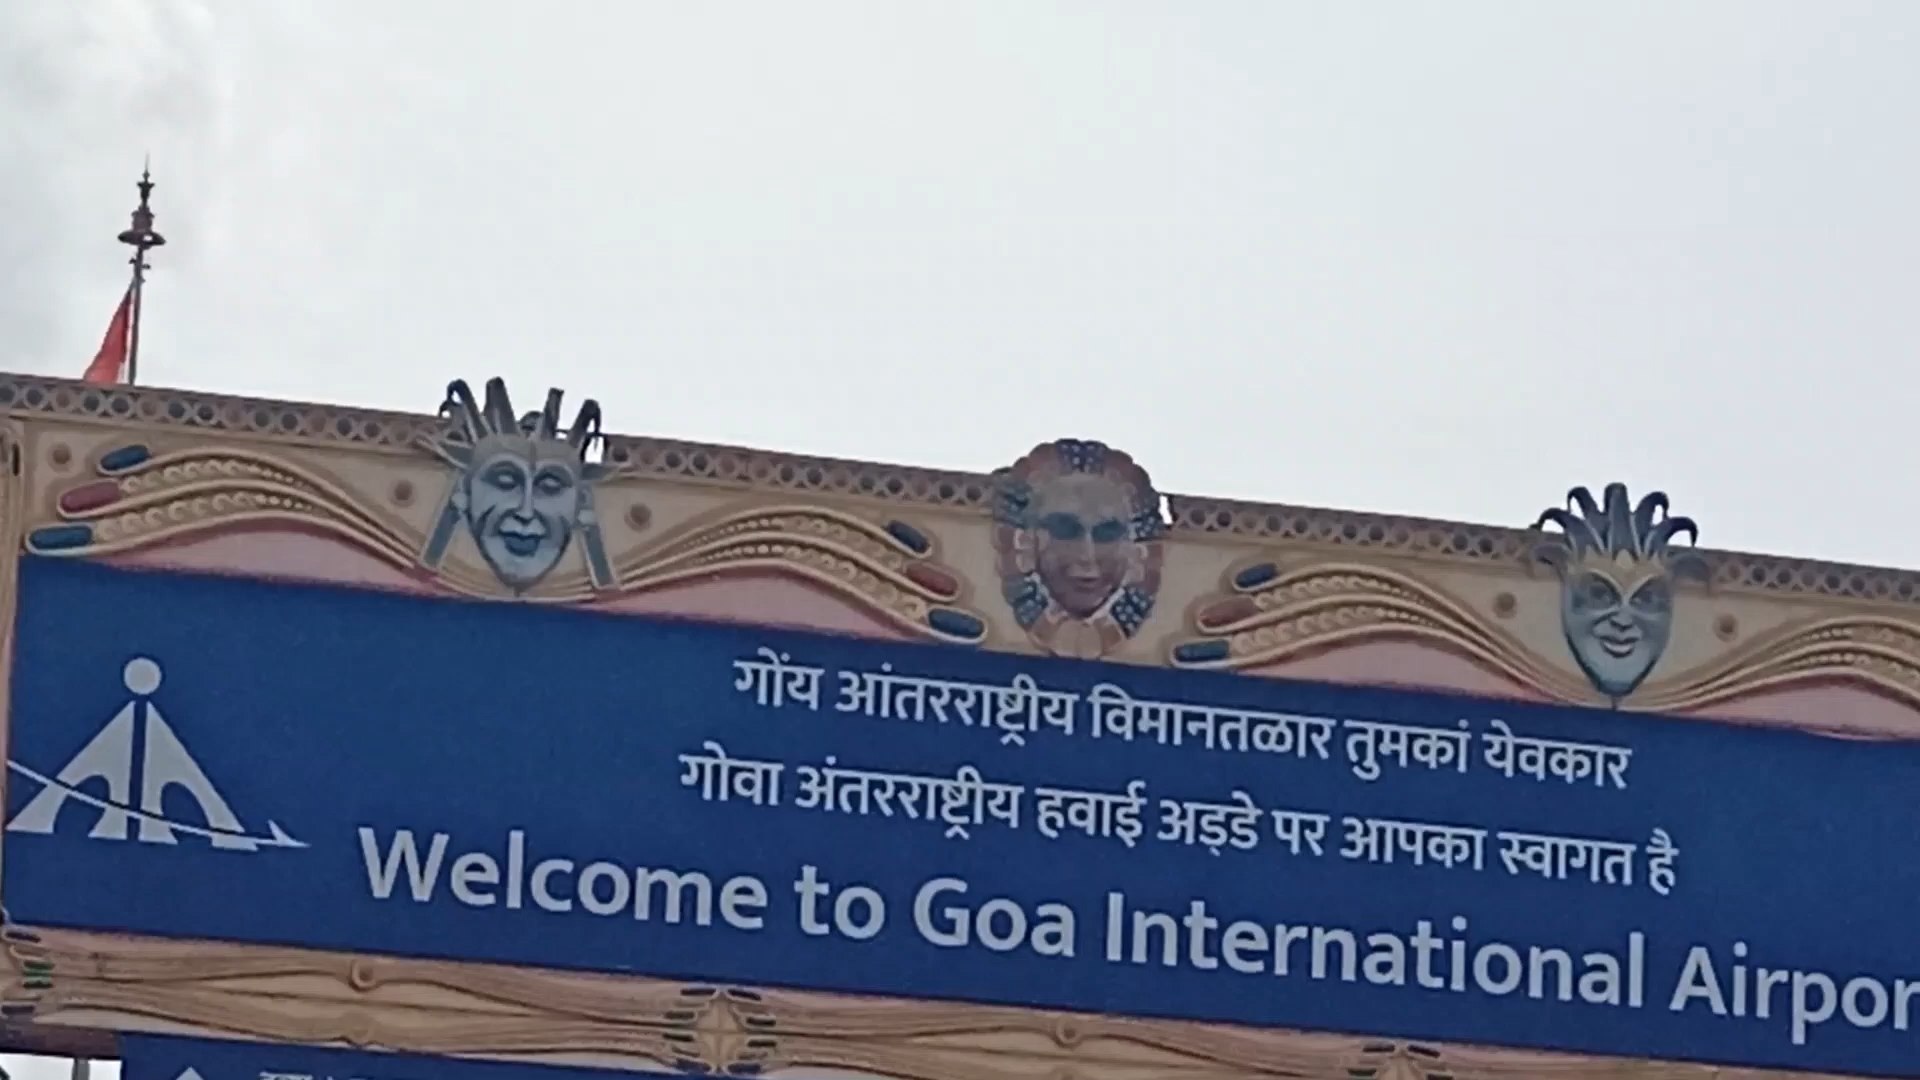 गोंय आंतरराष्ट्रीय विमानतळार तुमकां येवकार
गोवा अंतरराष्ट्रीय हवाई अड्डे पर आपका स्वागत है
Welcome to Goa International Airpor